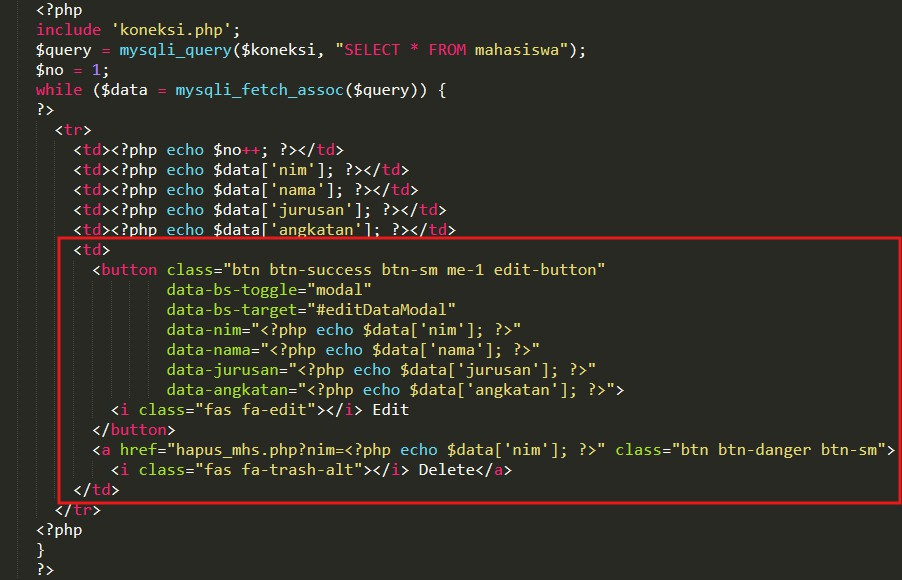 <?php
include 'koneksi.php';
$query = mysqli_query($koneksi, "SELECT * FROM mahasiswa");
$no = 1;
while ($data = mysqli_fetch_assoc($query)) {
?>
<tr>
<td><?php echo $no++; ?></td>
<td><?php echo $data['nim']; ?></td>
<td><?php echo $data['nama']; ?></td>
<td><?php echo $data['jurusan']; ?></td>
<td><?php echo $data['angkatan']; ?></td>
<td>
<button class="btn btn-success btn-sm me-1 edit-button"
data-bs-toggle="modal"
data-bs-target="#editDataModal"
data-nim="<?php echo $data['nim']; ?>"
data-nama="<?php echo $data['nama']; ?>"
data-jurusan="<?php echo $data['jurusan']; ?>"
data-angkatan="<?php echo $data['angkatan']; ?>">
<i class="fas fa-edit"></i> Edit
</button>
<a href="hapus_mhs.php?nim=<?php echo $data['nim']; ?>" class="btn btn-danger btn-sm">
<i class="fas fa-trash-alt"></i> Delete</a>
</td>
</tr>
<?php
}
?>